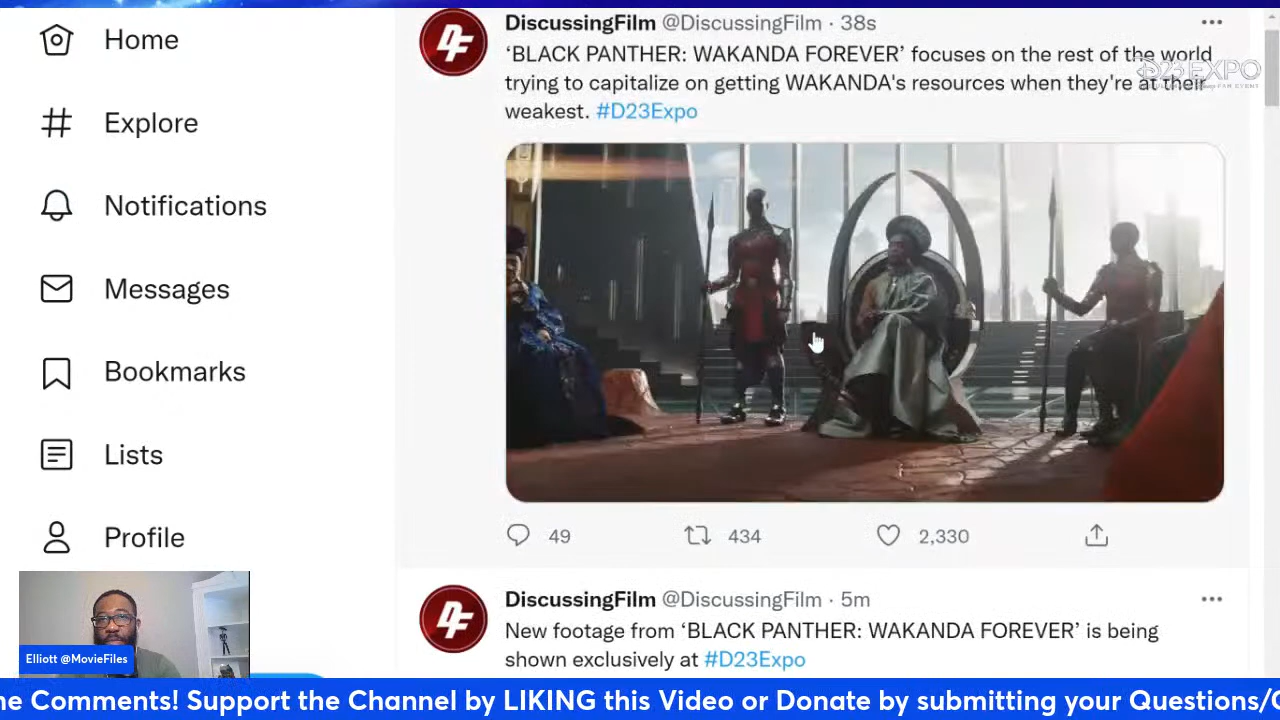 Home
Explore
Notifications
Messages
Bookmarks
Lists
Profile
DiscussingFilm @DiscussingFilm · 38s
‘BLACK PANTHER: WAKANDA FOREVER’ focuses on the rest of the world
trying to capitalize on getting WAKANDA's resources when they're at their
weakest. #D23Expo
D23 EXPO
49 434 2,330
DiscussingFilm @DiscussingFilm · 5m
New footage from ‘BLACK PANTHER: WAKANDA FOREVER’ is being
shown exclusively at #D23Expo
Elliott @MovieFiles
he Comments! Support the Channel by LIKING this Video or Donate by submitting your Questions/C